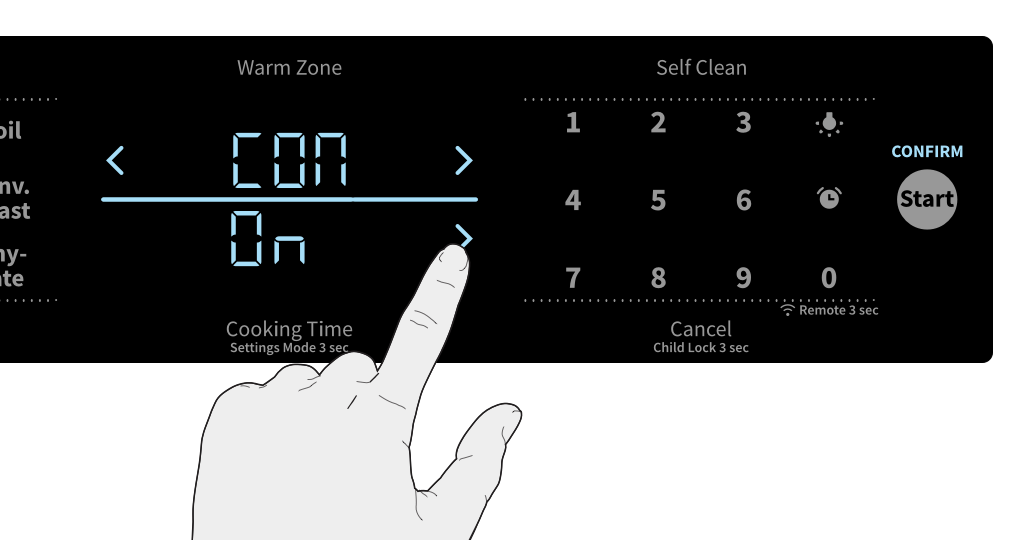 Warm Zone
Self Clean
oil
nv.
ast
ny-
ate
CON
On
1 2 3
4 5 6
7 8 9 0
CONFIRM
Start
Remote 3 sec
Cooking Time
Settings Mode 3 sec
Cancel
Child Lock 3 sec